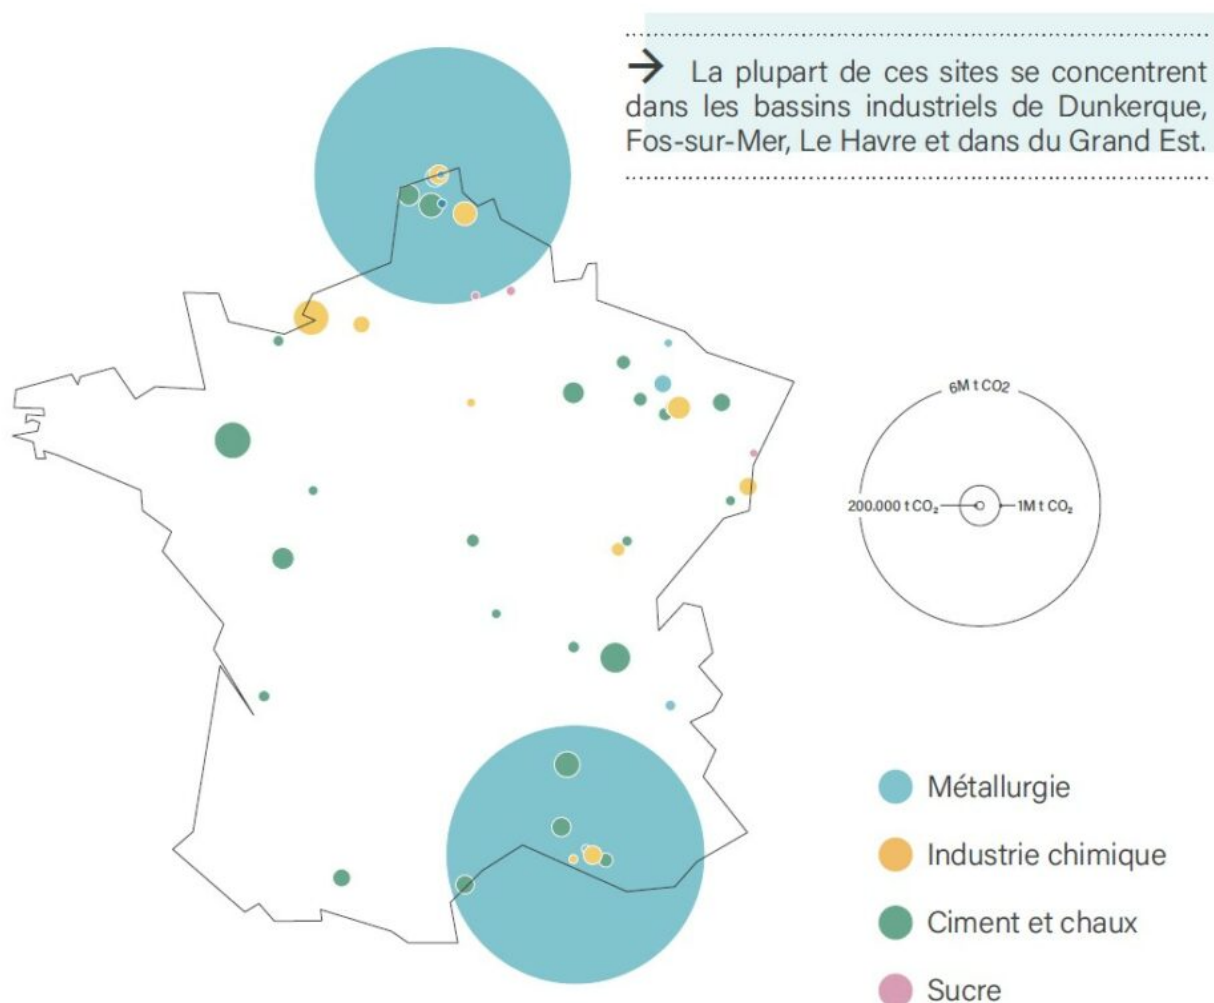 → La plupart de ces sites se concentrent
dans les bassins industriels de Dunkerque,
Fos-sur-Mer, Le Havre et dans du Grand Est.
6M t CO2
200.000 t CO₂
1M t CO₂
Métallurgie
Industrie chimique
Ciment et chaux
Sucre